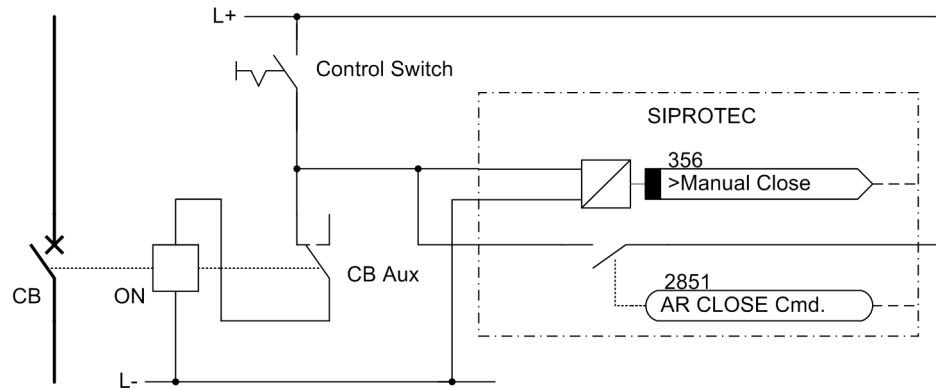 L+
Control Switch
SIPROTEC
356
>Manual Close
CB Aux
CB
ON
2851
AR CLOSE Cmd.
L-